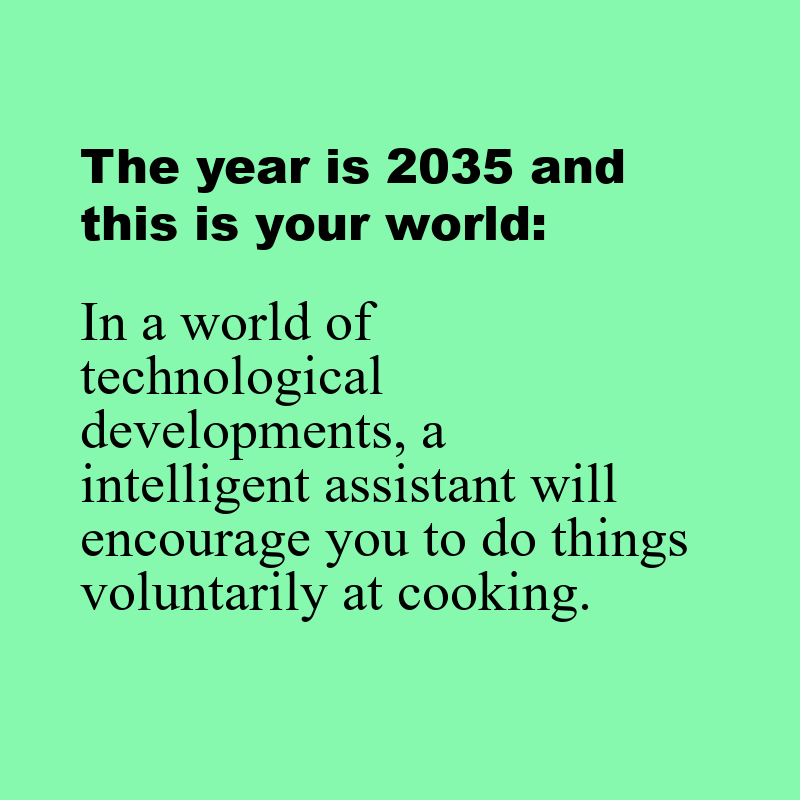 The year is 2035 and
this is your world:
In a world of
technological
developments, a
intelligent assistant will
encourage you to do things
voluntarily at cooking.